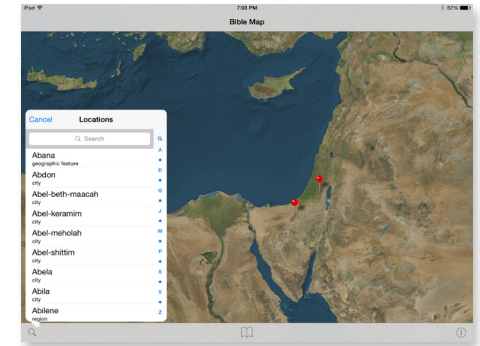 iPad 7:03 PM 82%
Bible Map
Cancel Locations
Search
Abana
geographic feature
Abdon
city
Abel-beth-maacah
city
Abel-keramim
city
Abel-meholah
city
Abel-shittim
city
Abela
city
Abila
city
Abilene
region
A
D
G
J
M
P
S
V
Z